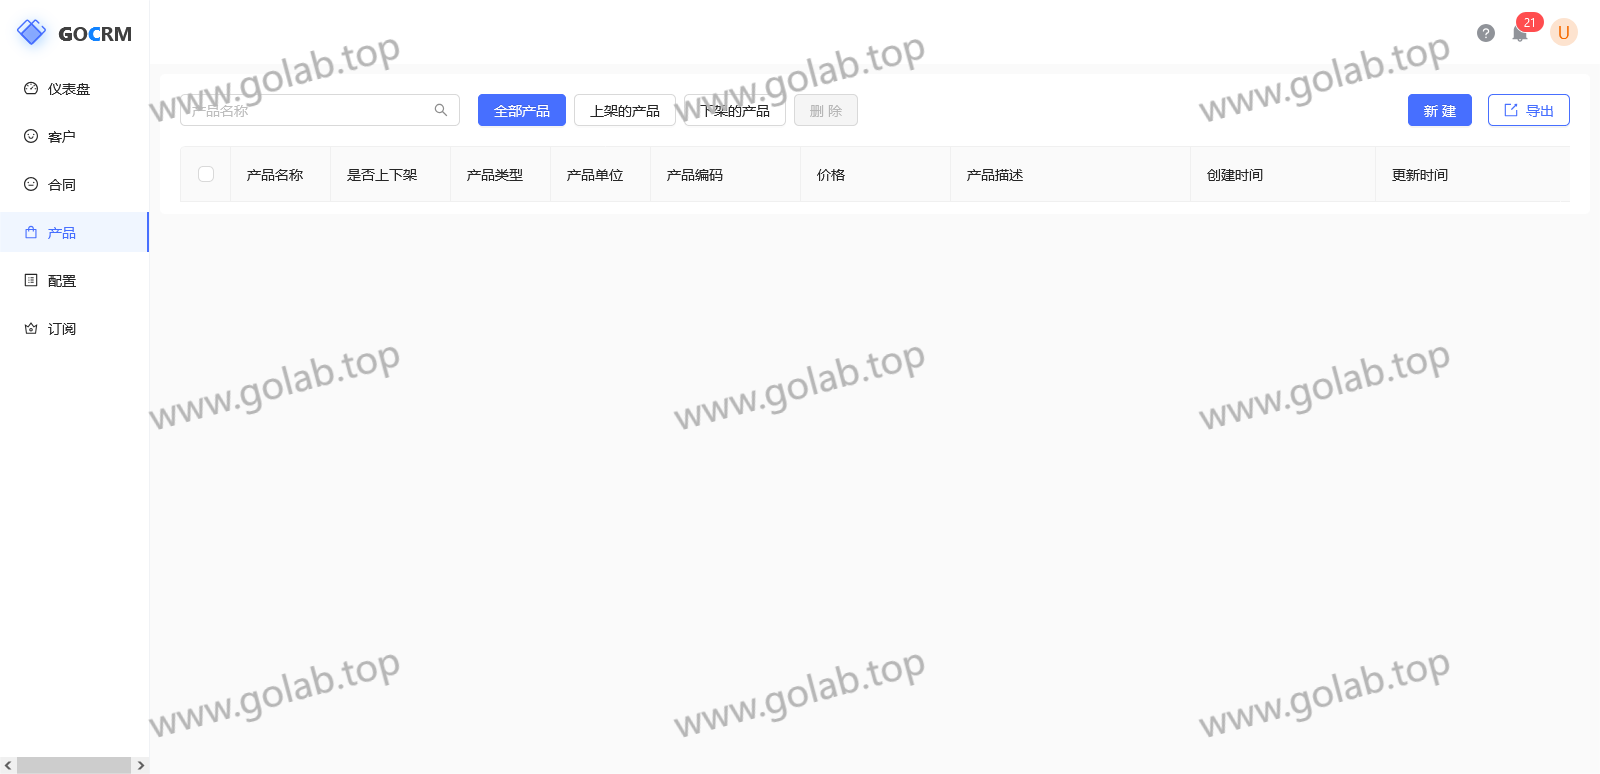 GOCRM
21
U
仪表盘
客户
合同
产品
配置
订阅
产品名称
全部产品 上架的产品 下架的产品 删 除
新 建 导出
产品名称 是否上下架 产品类型 产品单位 产品编码 价格 产品描述 创建时间 更新时间
www.golab.top www.golab.top www.golab.top
www.golab.top www.golab.top www.golab.top
www.golab.top www.golab.top www.golab.top